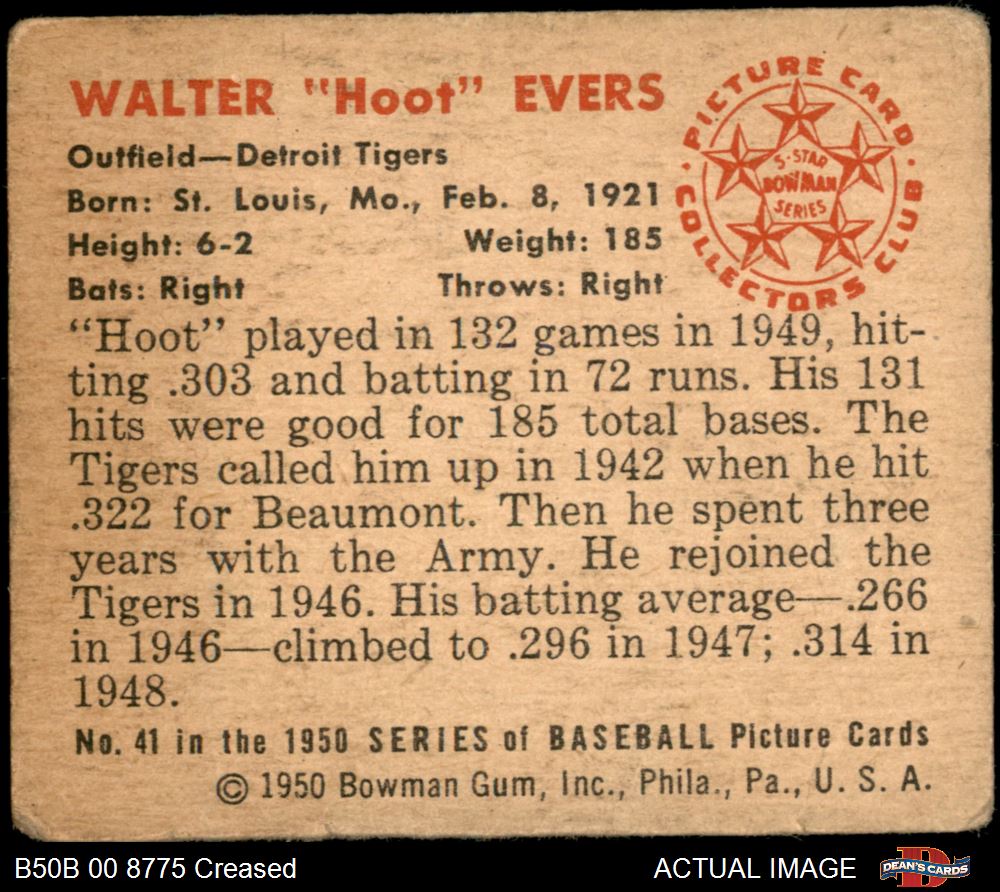 WALTER "Hoot" EVERS
Outfield—Detroit Tigers
Born: St. Louis, Mo., Feb. 8, 1921
Height: 6-2 Weight: 185
Bats: Right Throws: Right
· PICTURE CARD · COLLECTORS CLUB
5-STAR
BOWMAN
SERIES
"Hoot" played in 132 games in 1949, hit-
ting .303 and batting in 72 runs. His 131
hits were good for 185 total bases. The
Tigers called him up in 1942 when he hit
.322 for Beaumont. Then he spent three
years with the Army. He rejoined the
Tigers in 1946. His batting average—.266
in 1946—climbed to .296 in 1947; .314 in
1948.
No. 41 in the 1950 SERIES of BASEBALL Picture Cards
© 1950 Bowman Gum, Inc., Phila., Pa., U. S. A.
B50B 00 8775 Creased ACTUAL IMAGE
DEAN'S CARDS